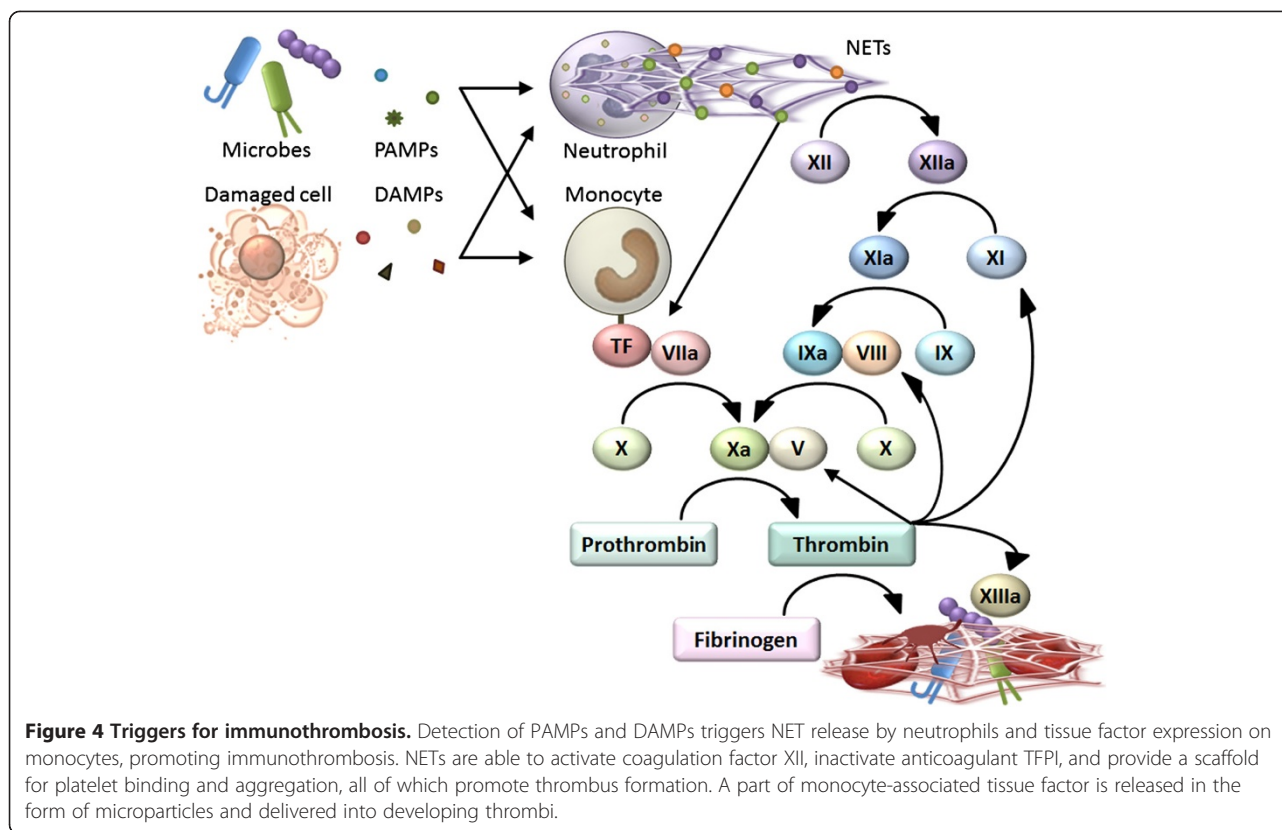 NETs
Microbes
PAMPs
Neutrophil
XII
XIIa
Damaged cell
DAMPs
Monocyte
XIa
XI
TF
VIIa
IXa
VIII
IX
X
Xa
V
X
Prothrombin
Thrombin
XIIIa
Fibrinogen
Figure 4 Triggers for immunothrombosis. Detection of PAMPs and DAMPs triggers NET release by neutrophils and tissue factor expression on
monocytes, promoting immunothrombosis. NETs are able to activate coagulation factor XII, inactivate anticoagulant TFPI, and provide a scaffold
for platelet binding and aggregation, all of which promote thrombus formation. A part of monocyte-associated tissue factor is released in the
form of microparticles and delivered into developing thrombi.